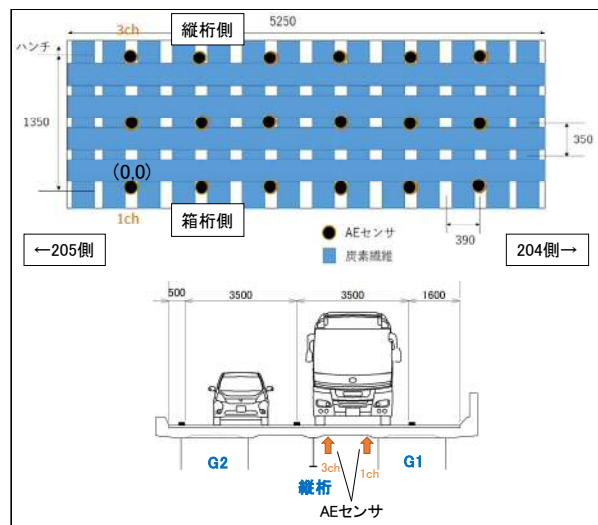 5250
3ch
縦桁側
ハンチ
1350
350
(0,0)
1ch
箱桁側
390
AEセンサ
炭素繊維
←205側
204側→
500
3500
3500
1600
G2
3ch
1ch
G1
縦桁
AEセンサ